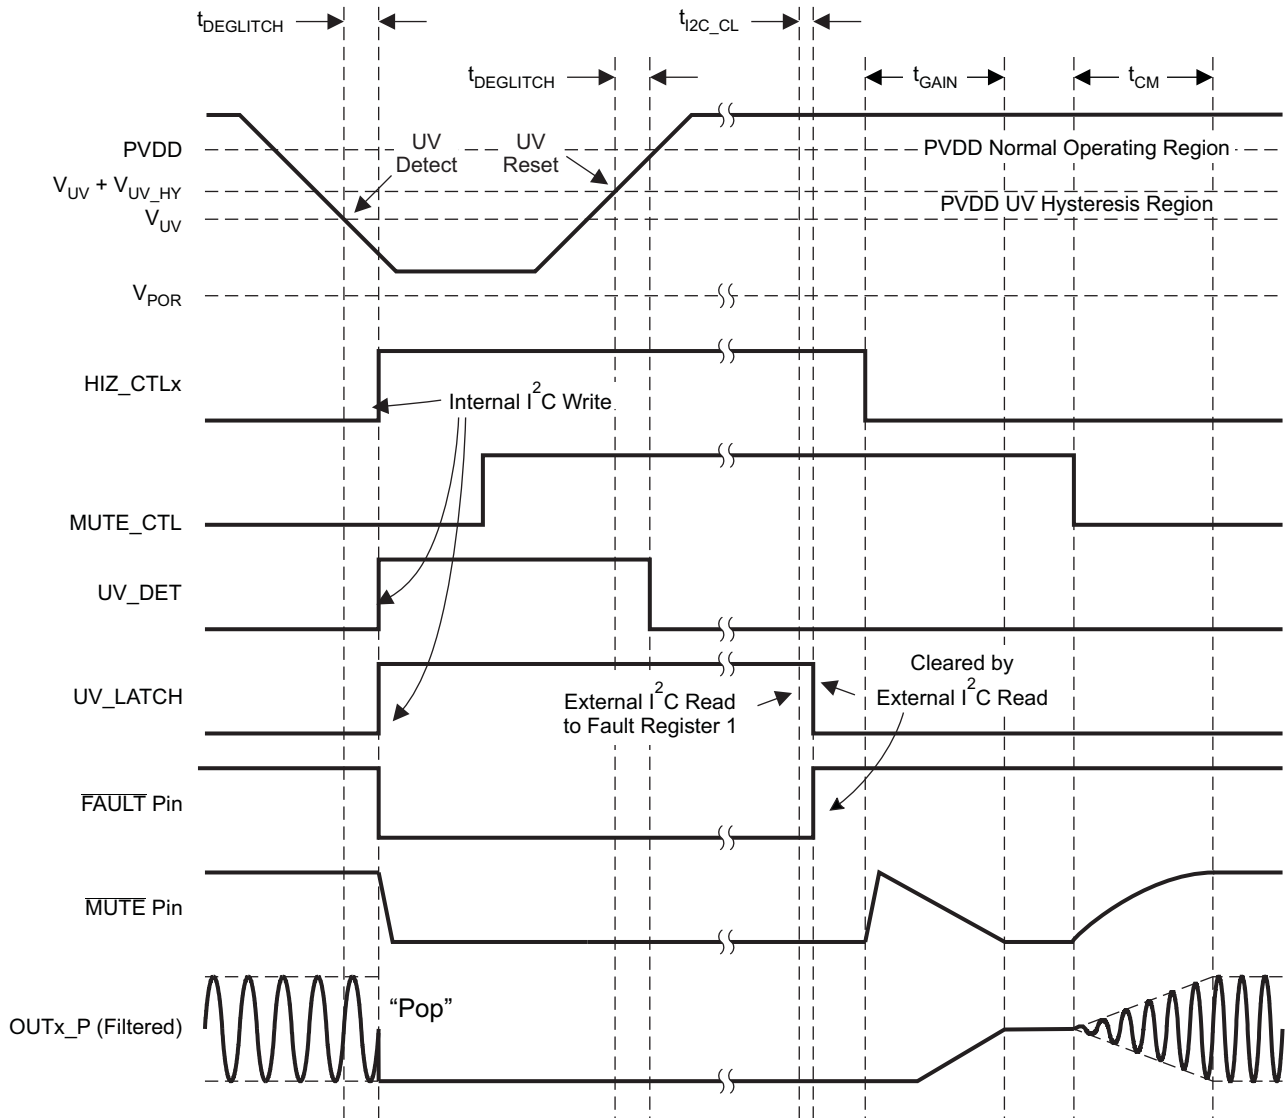 tDEGLITCH
tI2C_CL
tDEGLITCH
tGAIN
tCM
PVDD
UV
Detect
UV
Reset
PVDD Normal Operating Region
VUV + VUV_HY
PVDD UV Hysteresis Region
VUV
VPOR
HIZ_CTLx
Internal I2C Write
MUTE_CTL
UV_DET
UV_LATCH
External I2C Read
to Fault Register 1
Cleared by
External I2C Read
FAULT Pin
MUTE Pin
“Pop”
OUTx_P (Filtered)